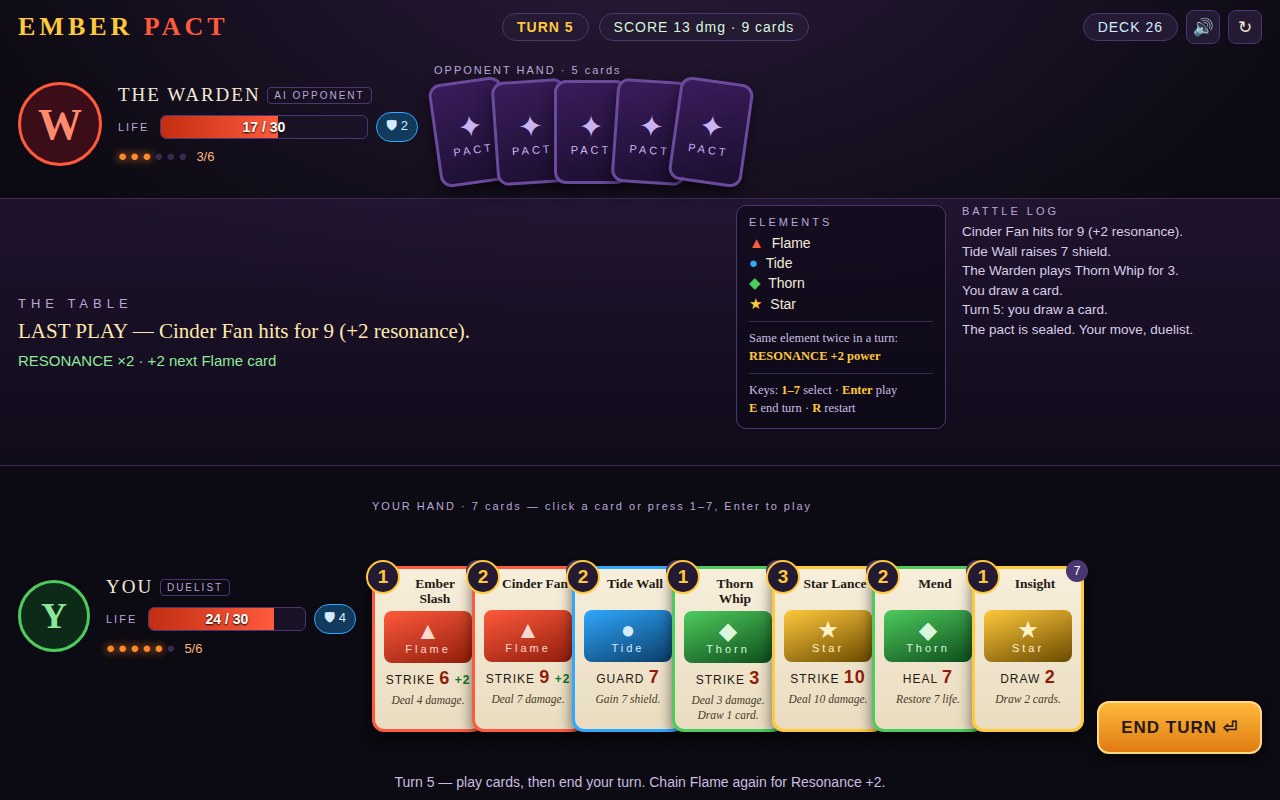 EMBER PACT
TURN 5
SCORE 13 dmg · 9 cards
DECK 26
OPPONENT HAND · 5 cards
W
THE WARDEN
AI OPPONENT
LIFE
17 / 30
2
3/6
PACT
PACT
PACT
PACT
PACT
THE TABLE
LAST PLAY — Cinder Fan hits for 9 (+2 resonance).
RESONANCE ×2 · +2 next Flame card
ELEMENTS
Flame
Tide
Thorn
Star
Same element twice in a turn:
RESONANCE +2 power
Keys: 1–7 select · Enter play
E end turn · R restart
BATTLE LOG
Cinder Fan hits for 9 (+2 resonance).
Tide Wall raises 7 shield.
The Warden plays Thorn Whip for 3.
You draw a card.
Turn 5: you draw a card.
The pact is sealed. Your move, duelist.
YOUR HAND · 7 cards — click a card or press 1–7, Enter to play
Y
YOU
DUELIST
LIFE
24 / 30
4
5/6
1
Ember
Slash
Flame
STRIKE 6 +2
Deal 4 damage.
2
Cinder Fan
Flame
STRIKE 9 +2
Deal 7 damage.
2
Tide Wall
Tide
GUARD 7
Gain 7 shield.
1
Thorn
Whip
Thorn
STRIKE 3
Deal 3 damage.
Draw 1 card.
3
Star Lance
Star
STRIKE 10
Deal 10 damage.
2
Mend
Thorn
HEAL 7
Restore 7 life.
1
Insight
7
Star
DRAW 2
Draw 2 cards.
END TURN ⏎
Turn 5 — play cards, then end your turn. Chain Flame again for Resonance +2.